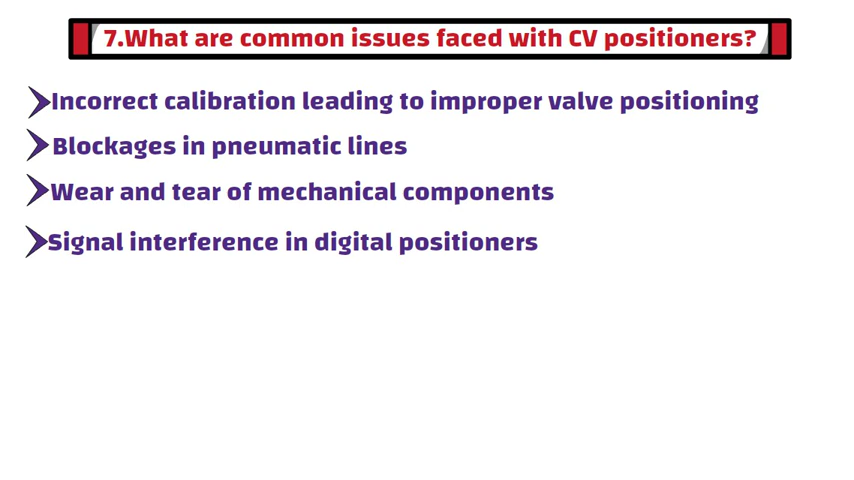 7.What are common issues faced with CV positioners?
Incorrect calibration leading to improper valve positioning
Blockages in pneumatic lines
Wear and tear of mechanical components
Signal interference in digital positioners